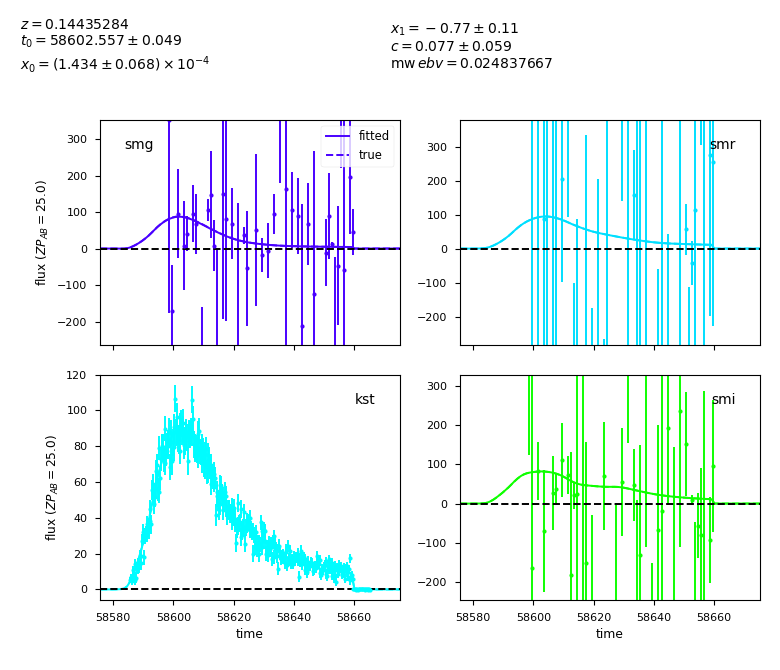 z = 0.14435284
t₀ = 58602.557 ± 0.049
x₀ = (1.434 ± 0.068) × 10⁻⁴
x₁ = −0.77 ± 0.11
c = 0.077 ± 0.059
mw ebv = 0.024837667
smg
fitted
true
300
200
100
0
−100
−200
flux (ZP_AB = 25.0)
smr
300
200
100
0
−100
−200
kst
120
100
80
60
40
20
0
flux (ZP_AB = 25.0)
58580 58600 58620 58640 58660
time
smi
300
200
100
0
−100
−200
58580 58600 58620 58640 58660
time